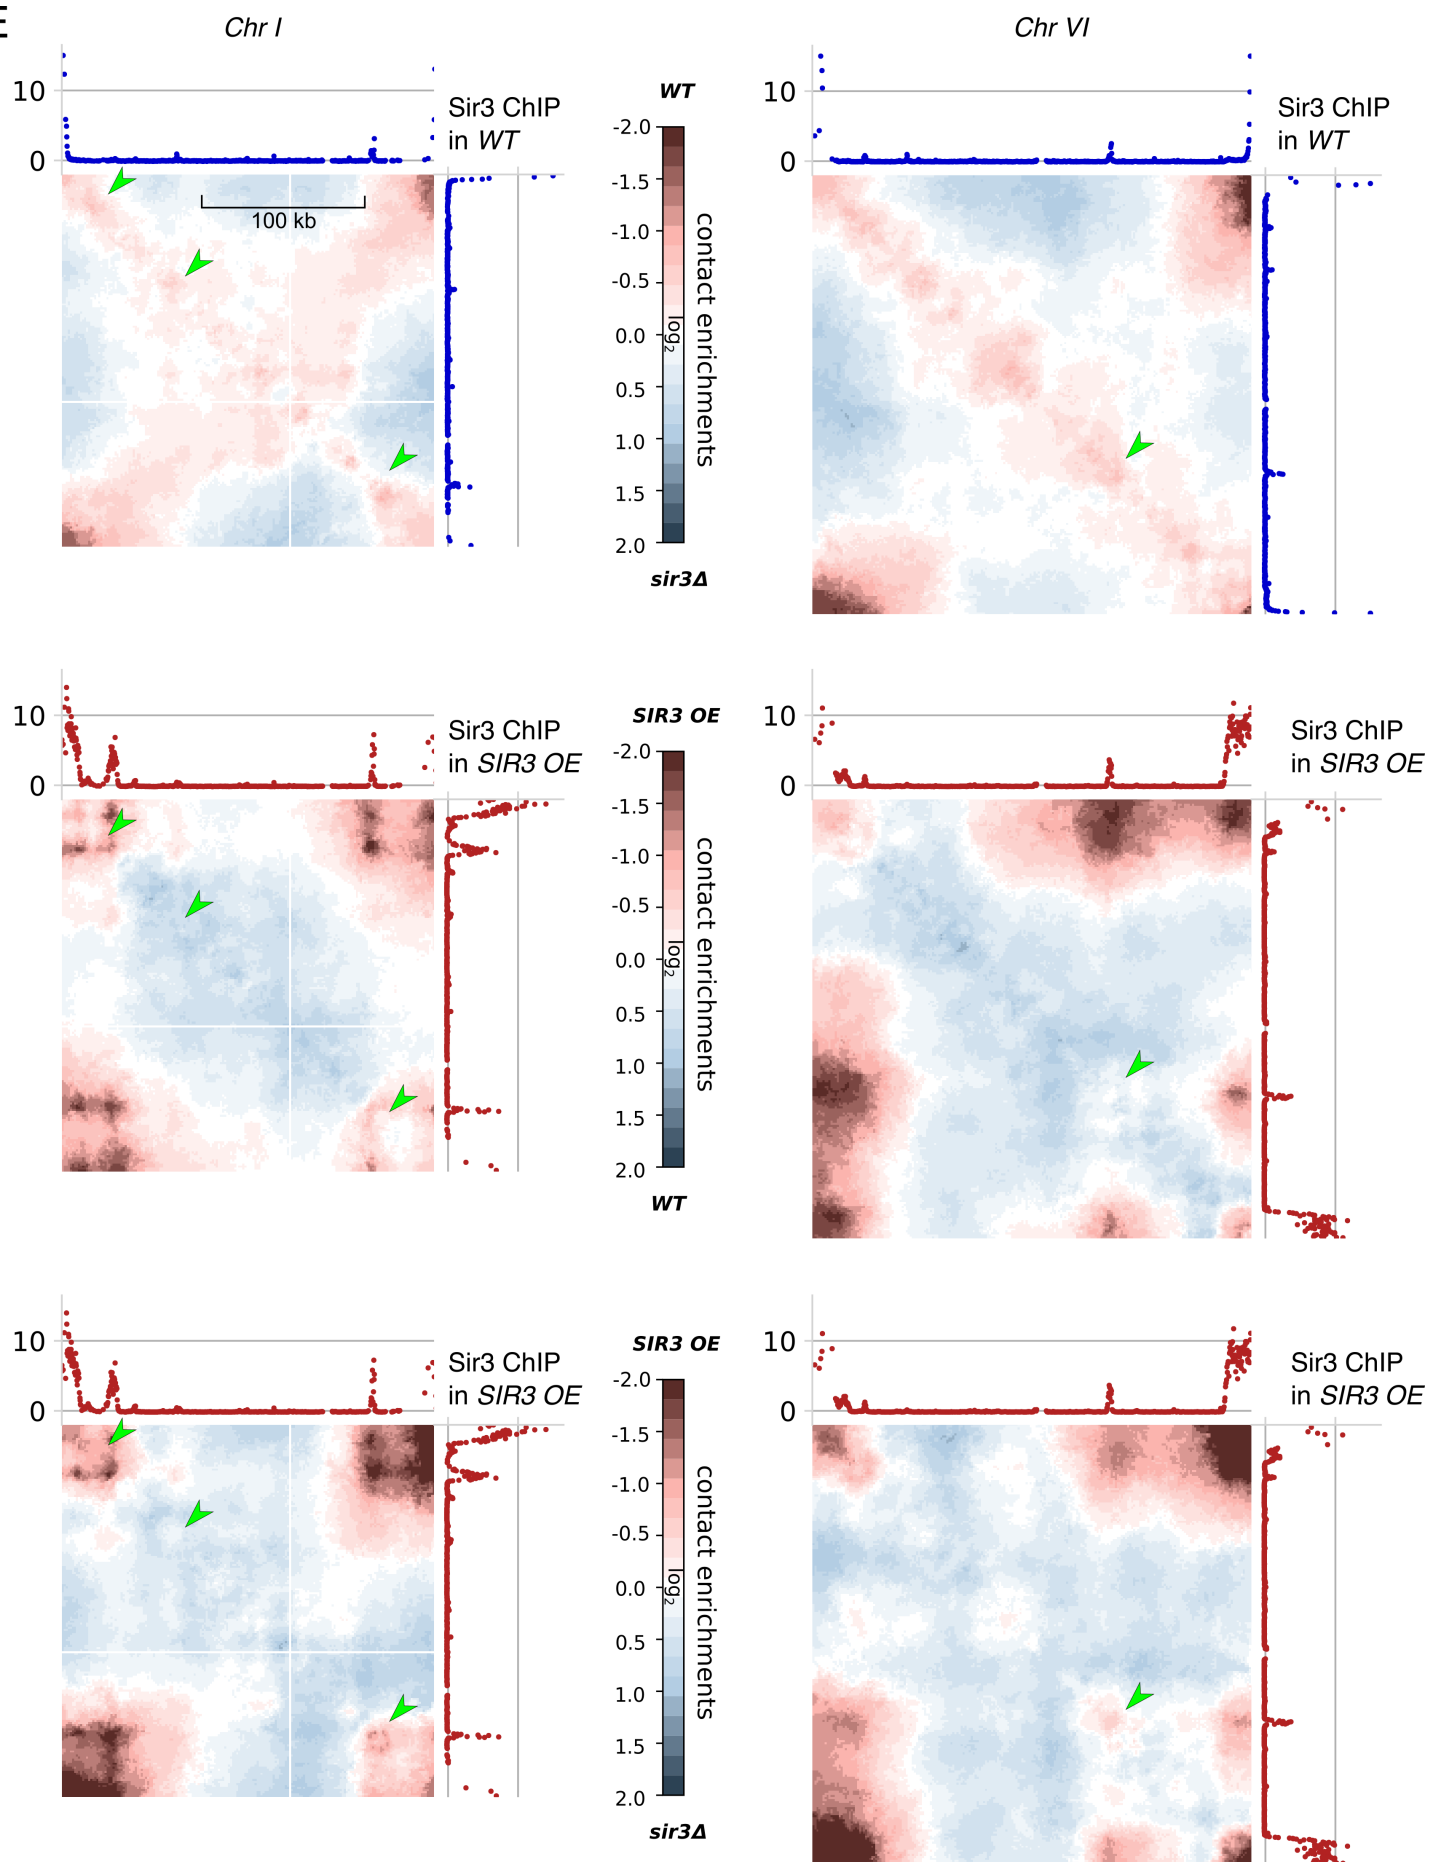 E
Chr I
Chr VI
10
0
Sir3 ChIP
in WT
WT
-2.0
-1.5
-1.0
-0.5
0.0
0.5
1.0
1.5
2.0
log2
contact enrichments
sir3Δ
100 kb
10
0
Sir3 ChIP
in WT
10
0
Sir3 ChIP
in SIR3 OE
SIR3 OE
-2.0
-1.5
-1.0
-0.5
0.0
0.5
1.0
1.5
2.0
log2
contact enrichments
WT
10
0
Sir3 ChIP
in SIR3 OE
10
0
Sir3 ChIP
in SIR3 OE
SIR3 OE
-2.0
-1.5
-1.0
-0.5
0.0
0.5
1.0
1.5
2.0
log2
contact enrichments
sir3Δ
10
0
Sir3 ChIP
in SIR3 OE